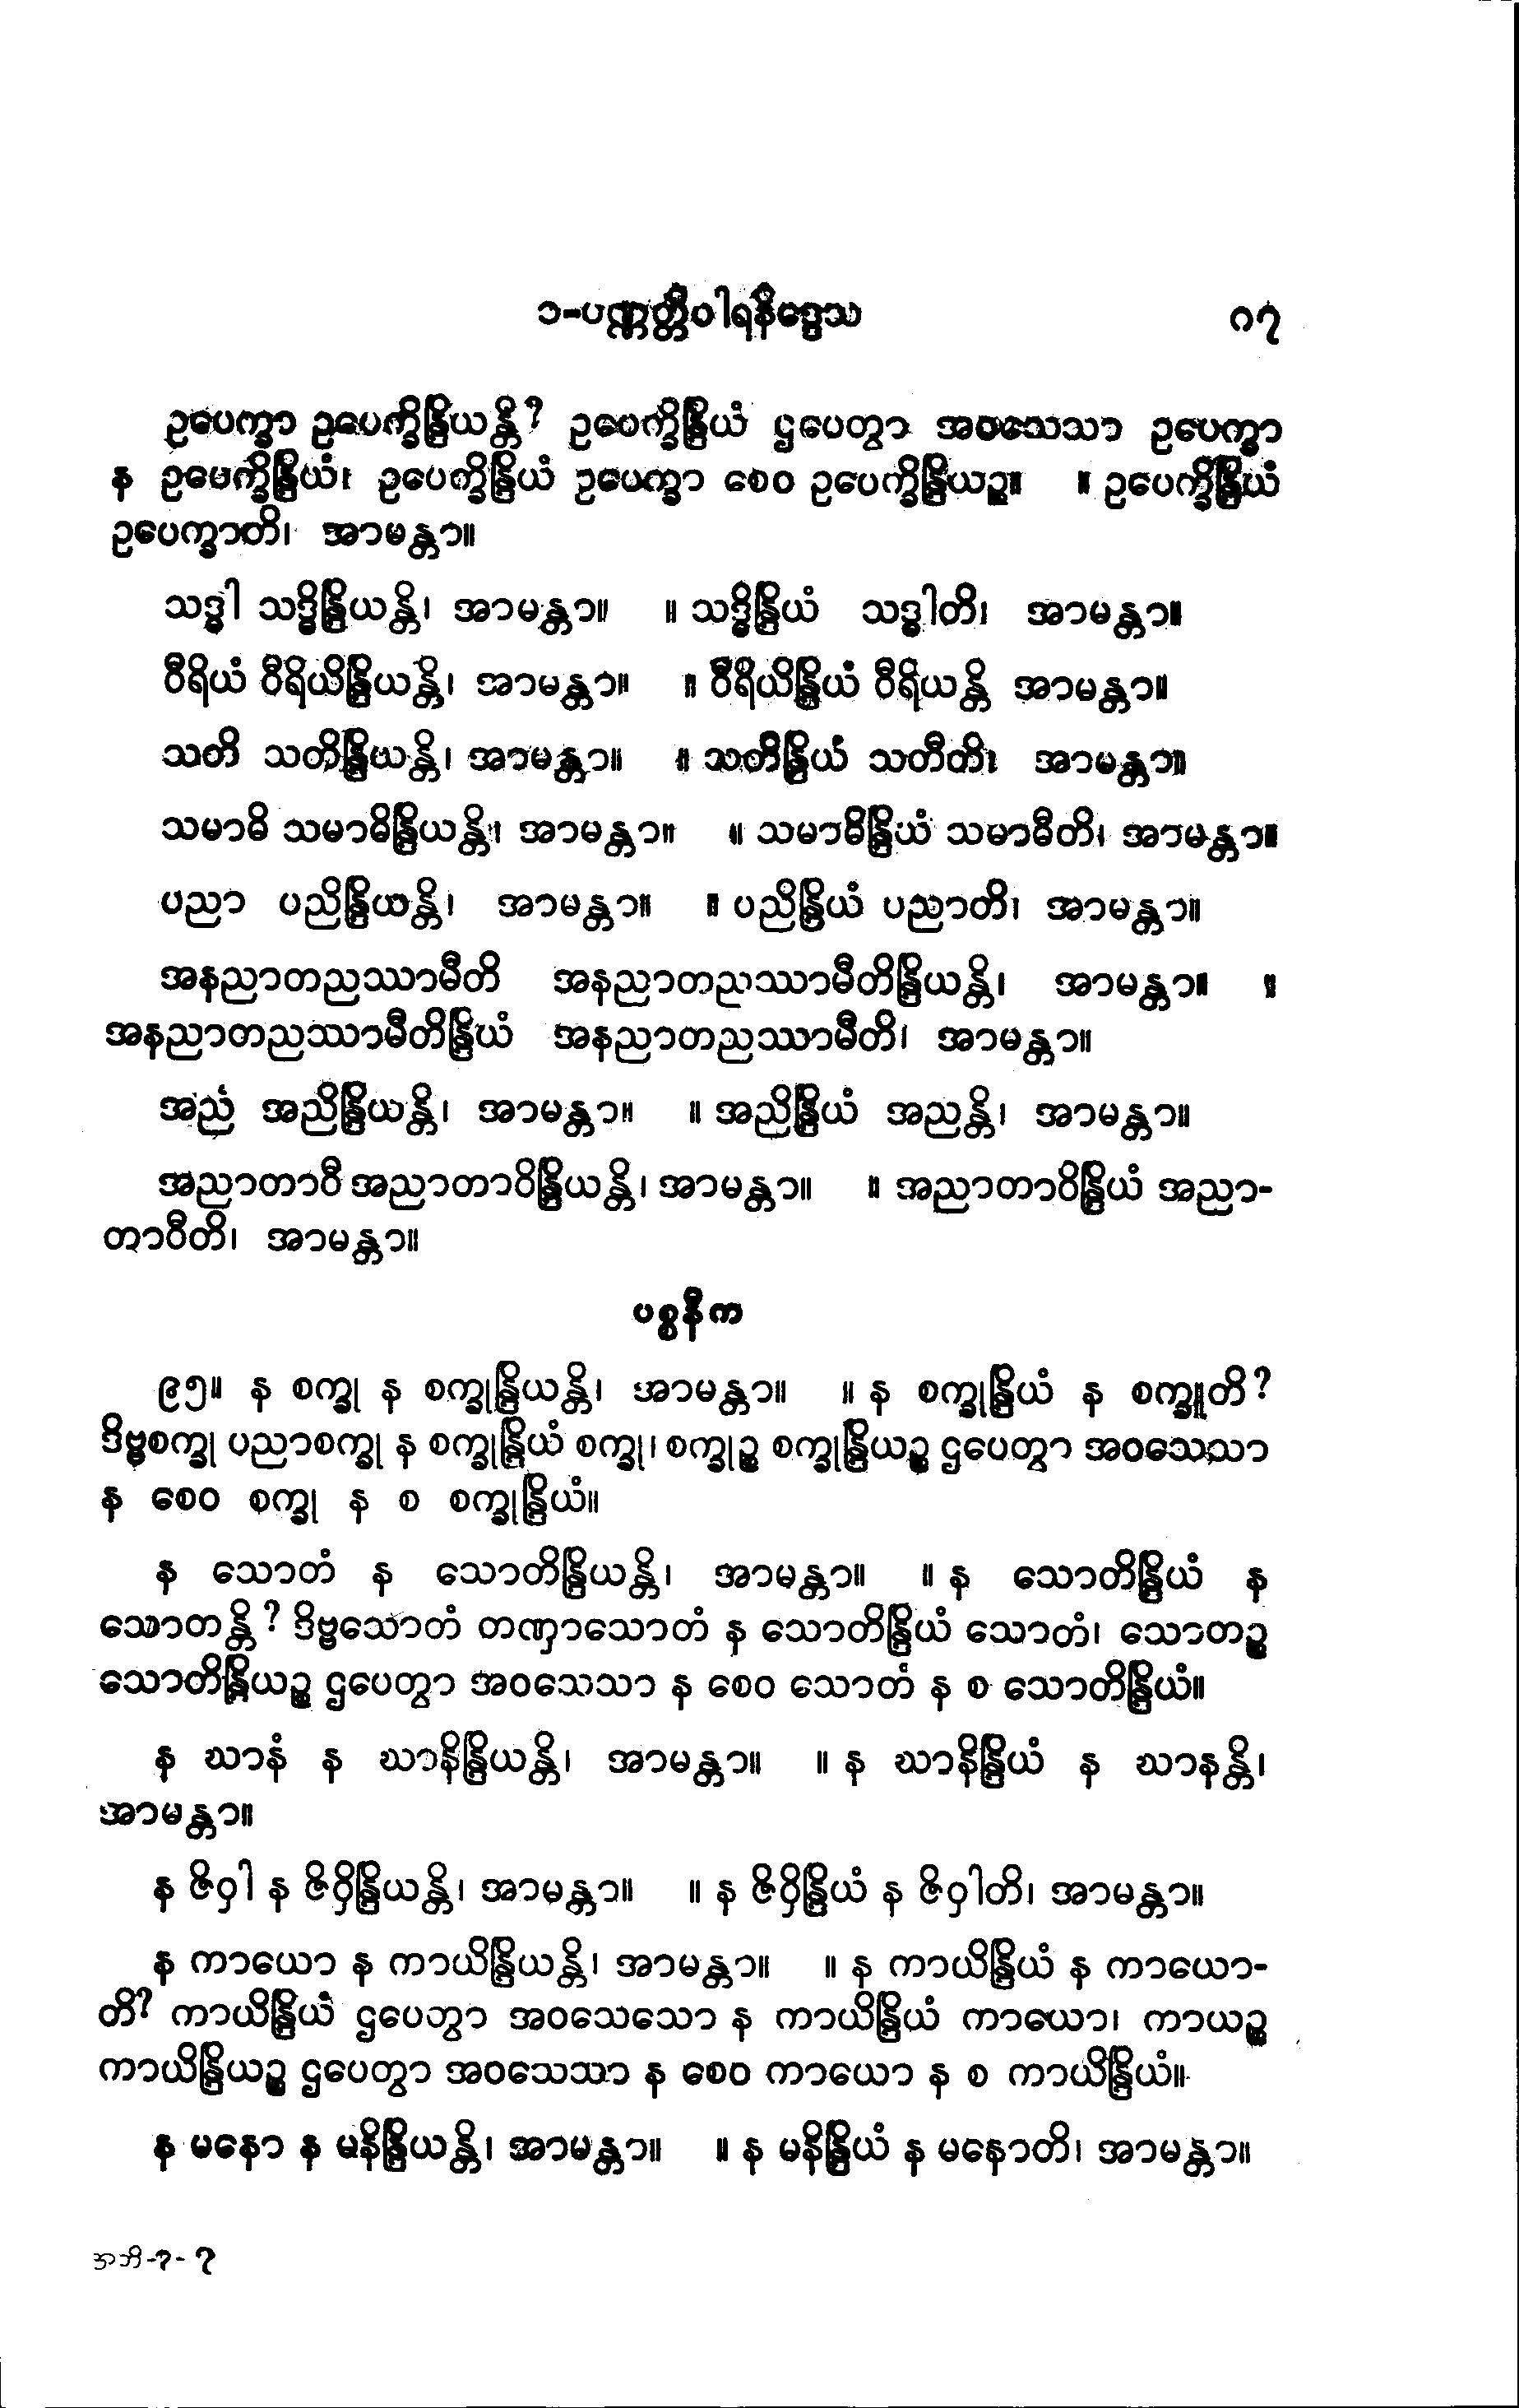 ၁-ပဏ္ဏတ္တိဝါရနိဒ္ဒေသ ၈၇
ဥပေက္ခာ ဥပေက္ခိန္ဒြိယန္တိ? ဥပေက္ခိန္ဒြိယံ ဌပေတွာ အဝသေသာ ဥပေက္ခာ
န ဥပေက္ခိန္ဒြိယံ၊ ဥပေက္ခိန္ဒြိယံ ဥပေက္ခာ စေဝ ဥပေက္ခိန္ဒြိယဉ္စ။ ။ ဥပေက္ခိန္ဒြိယံ
ဥပေက္ခာတိ၊ အာမန္တာ။
သဒ္ဓါ သဒ္ဓိန္ဒြိယန္တိ၊ အာမန္တာ။ ။ သဒ္ဓိန္ဒြိယံ သဒ္ဓါတိ၊ အာမန္တာ။
ဝီရိယံ ဝီရိယိန္ဒြိယန္တိ၊ အာမန္တာ။ ။ ဝီရိယိန္ဒြိယံ ဝီရိယန္တိ အာမန္တာ။
သတိ သတိန္ဒြိယန္တိ၊ အာမန္တာ။ ။ သတိန္ဒြိယံ သတီတိ၊ အာမန္တာ။
သမာဓိ သမာဓိန္ဒြိယန္တိ၊ အာမန္တာ။ ။ သမာဓိန္ဒြိယံ သမာဓီတိ၊ အာမန္တာ။
ပညာ ပညိန္ဒြိယန္တိ၊ အာမန္တာ။ ။ ပညိန္ဒြိယံ ပညာတိ၊ အာမန္တာ။
အနညာတညဿာမီတိ အနညာတညဿာမီတိန္ဒြိယန္တိ၊ အာမန္တာ။ ။
အနညာတညဿာမီတိန္ဒြိယံ အနညာတညဿာမီတိ၊ အာမန္တာ။
အညံ အညိန္ဒြိယန္တိ၊ အာမန္တာ။ ။ အညိန္ဒြိယံ အညန္တိ၊ အာမန္တာ။
အညာတာဝီ အညာတာဝိန္ဒြိယန္တိ၊ အာမန္တာ။ ။ အညာတာဝိန္ဒြိယံ အညာ-
တာဝီတိ၊ အာမန္တာ။
ပစ္စနီက
၉၅။ န စက္ခု န စက္ခုန္ဒြိယန္တိ၊ အာမန္တာ။ ။ န စက္ခုန္ဒြိယံ န စက္ခူတိ?
ဒိဗ္ဗစက္ခု ပညာစက္ခု န စက္ခုန္ဒြိယံ စက္ခု၊ စက္ခုဉ္စ စက္ခုန္ဒြိယဉ္စ ဌပေတွာ အဝသေသာ
န စေဝ စက္ခု န စ စက္ခုန္ဒြိယံ။
န သောတံ န သောတိန္ဒြိယန္တိ၊ အာမန္တာ။ ။ န သောတိန္ဒြိယံ န
သောတန္တိ? ဒိဗ္ဗသောတံ တဏှာသောတံ န သောတိန္ဒြိယံ သောတံ၊ သောတဉ္စ
သောတိန္ဒြိယဉ္စ ဌပေတွာ အဝသေသာ န စေဝ သောတံ န စ သောတိန္ဒြိယံ။
န ဃာနံ န ဃာနိန္ဒြိယန္တိ၊ အာမန္တာ။ ။ န ဃာနိန္ဒြိယံ န ဃာနန္တိ၊
အာမန္တာ။
န ဇိဝှါ န ဇိဝှိန္ဒြိယန္တိ၊ အာမန္တာ။ ။ န ဇိဝှိန္ဒြိယံ န ဇိဝှါတိ၊ အာမန္တာ။
န ကာယော န ကာယိန္ဒြိယန္တိ၊ အာမန္တာ။ ။ န ကာယိန္ဒြိယံ န ကာယော-
တိ? ကာယိန္ဒြိယံ ဌပေတွာ အဝသေသော န ကာယိန္ဒြိယံ ကာယော၊ ကာယဉ္စ
ကာယိန္ဒြိယဉ္စ ဌပေတွာ အဝသေသာ န စေဝ ကာယော န စ ကာယိန္ဒြိယံ။
န မနော န မနိန္ဒြိယန္တိ၊ အာမန္တာ။ ။ န မနိန္ဒြိယံ န မနောတိ၊ အာမန္တာ။
အဘိ-၇-၇